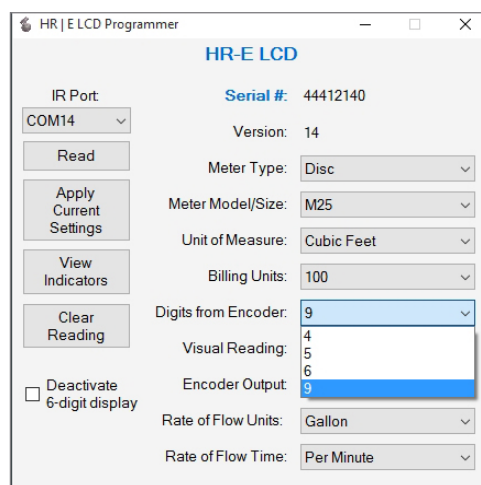 HR | E LCD Programmer
HR-E LCD
IR Port:
COM14
Read
Apply
Current
Settings
View
Indicators
Clear
Reading
Deactivate
6-digit display
Serial #: 44412140
Version: 14
Meter Type: Disc
Meter Model/Size: M25
Unit of Measure: Cubic Feet
Billing Units: 100
Digits from Encoder: 9
4
5
6
9
Visual Reading:
Encoder Output:
Rate of Flow Units: Gallon
Rate of Flow Time: Per Minute